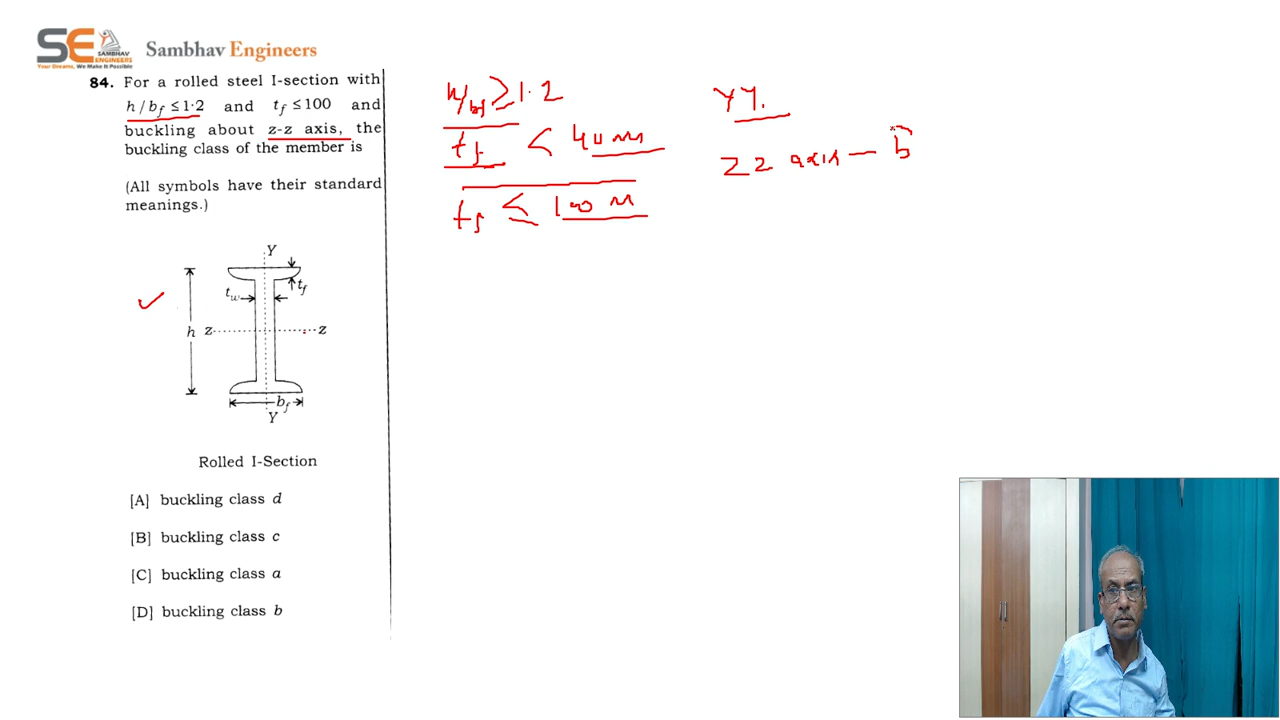 SE Sambhav Engineers
SAMBHAV
ENGINEERS
Your Dreams, We Make It Possible
84. For a rolled steel I-section with
h/bf ≤ 1·2 and tf ≤ 100 and
buckling about z-z axis, the
buckling class of the member is
(All symbols have their standard
meanings.)
Y
tw
tf
h
z
z
bf
Y
Rolled I-Section
[A] buckling class d
[B] buckling class c
[C] buckling class a
[D] buckling class b
h/bf ≥ 1.2
tf < 40 m
tf ≤ 100 m
YY.
ZZ axis — b